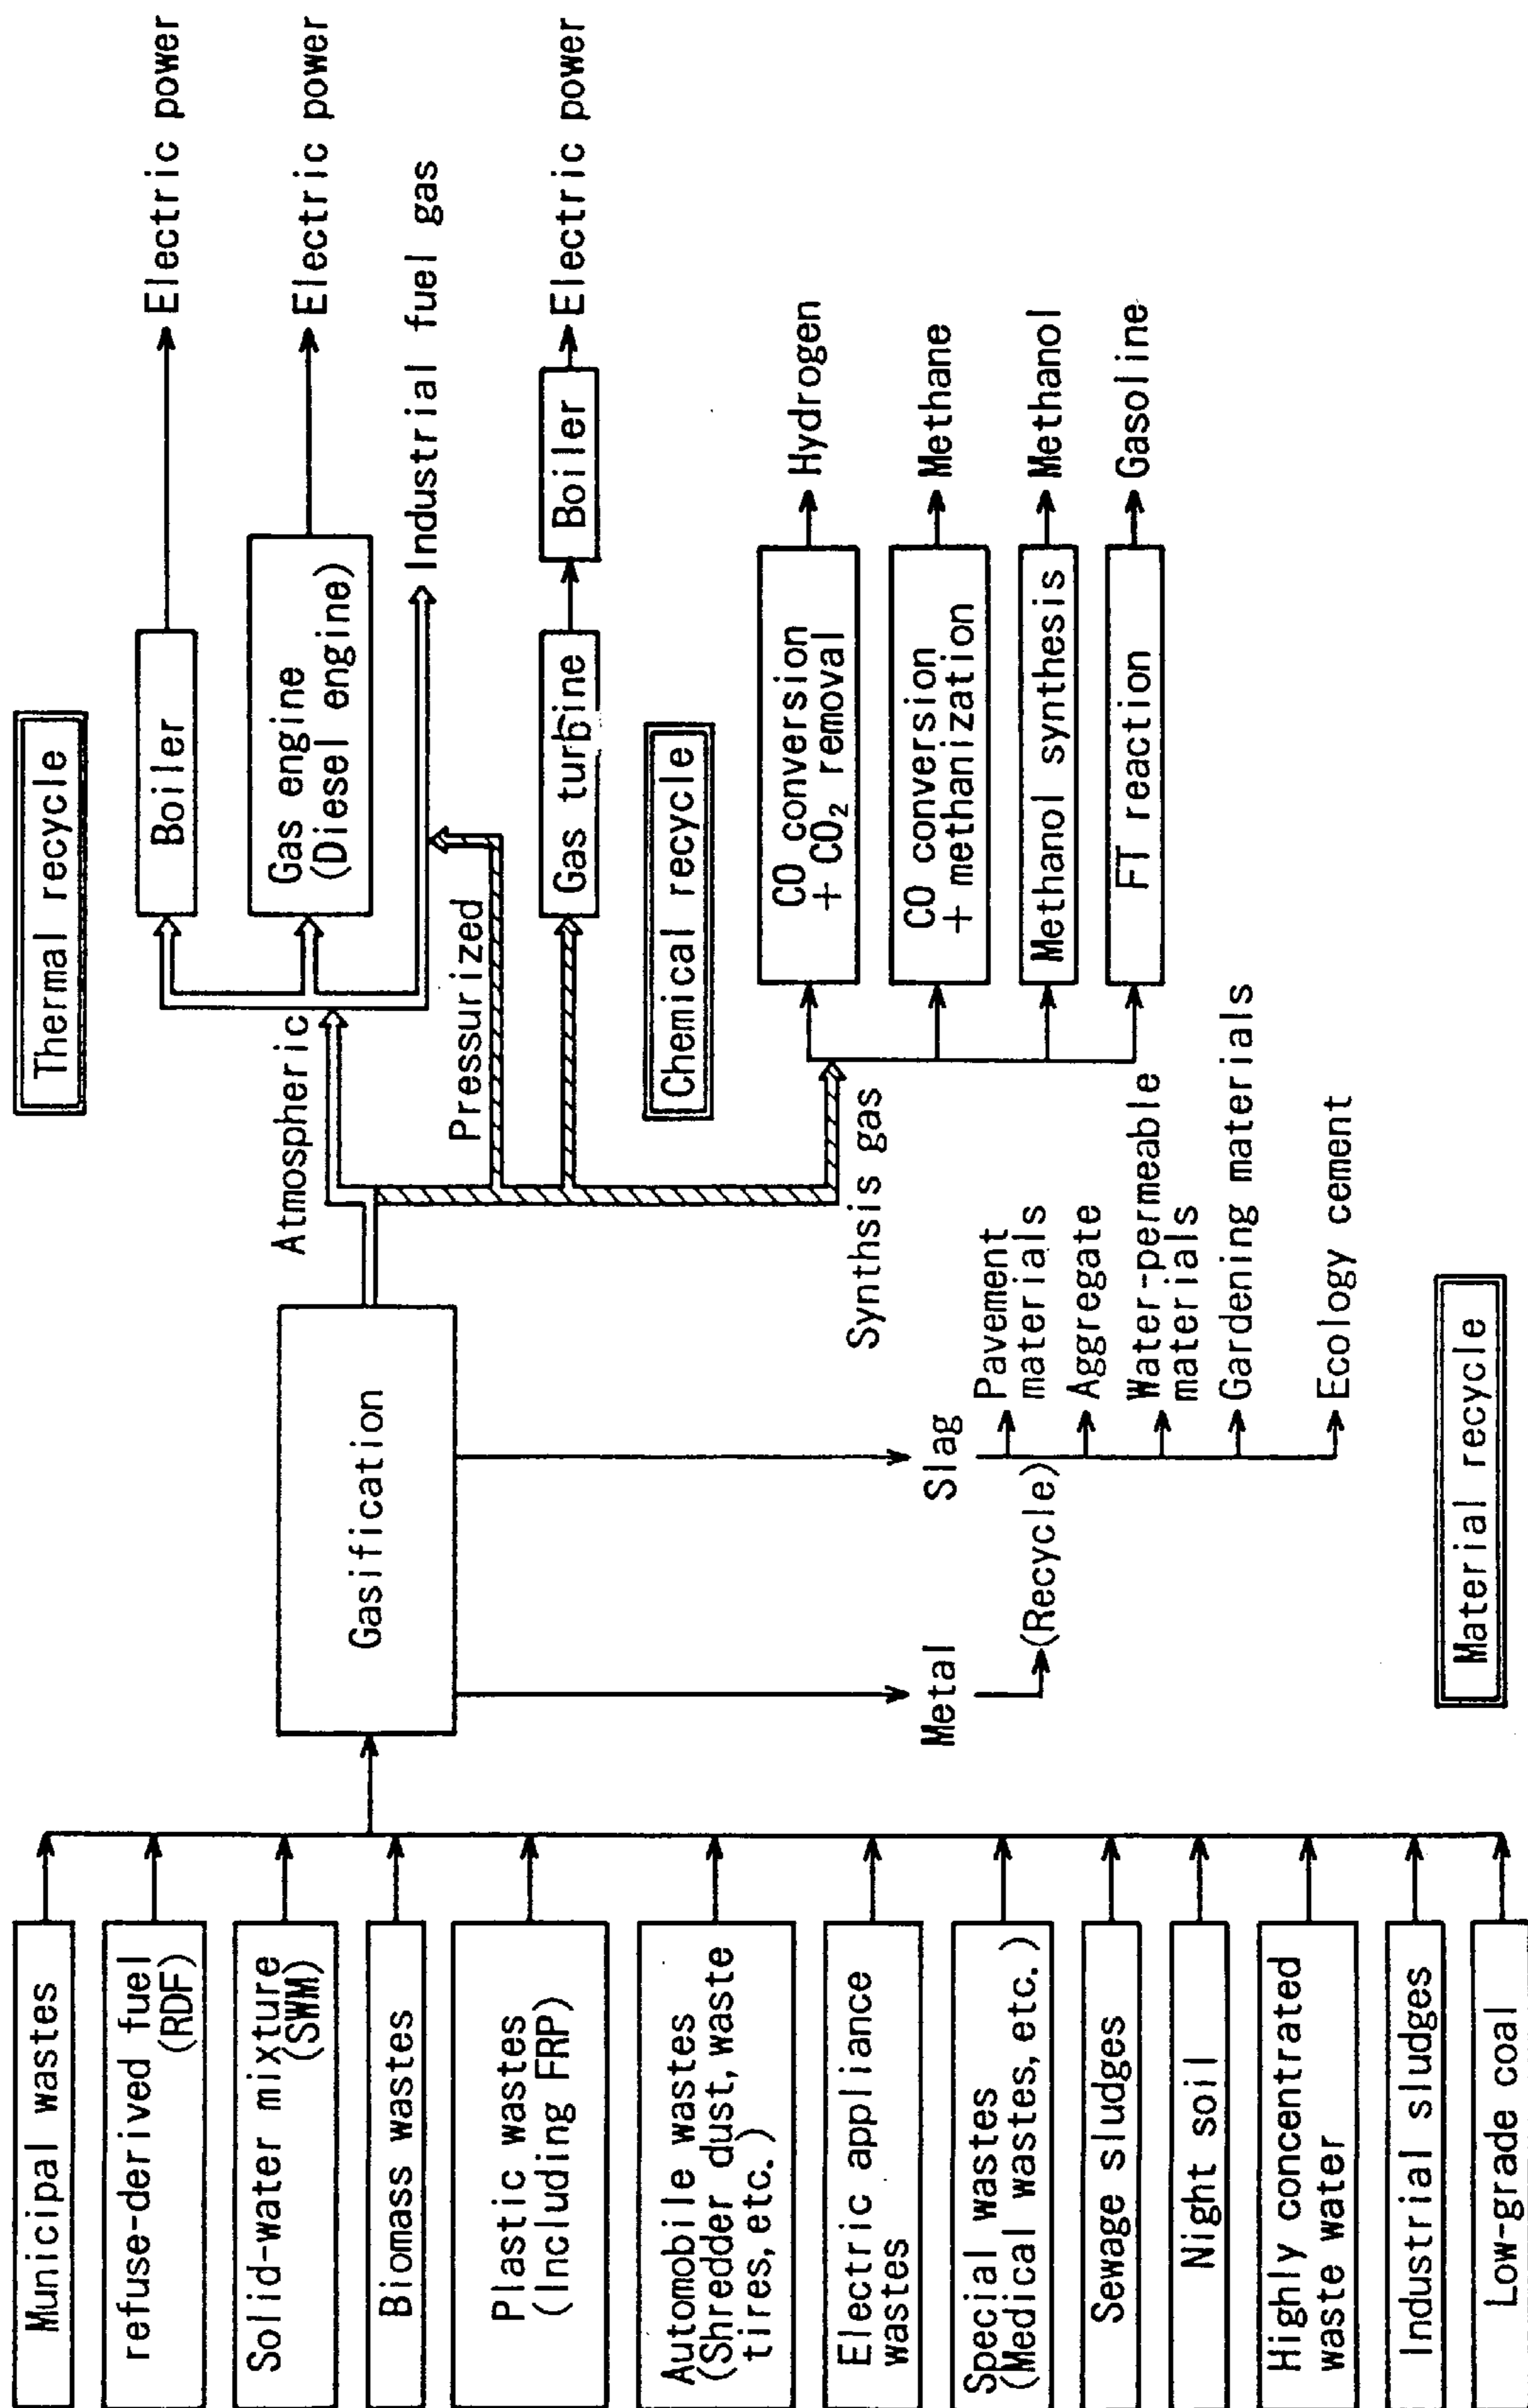 Municipal wastes
refuse-derived fuel
(RDF)
Solid-water mixture
(SWM)
Biomass wastes
Plastic wastes
(Including FRP)
Automobile wastes
(Shredder dust, waste
tires, etc.)
Electric appliance
wastes
Special wastes
(Medical wastes, etc.)
Sewage sludges
Night soil
Highly concentrated
waste water
Industrial sludges
Low-grade coal
Gasification
Metal
(Recycle)
Slag
Pavement
materials
Aggregate
Water-permeable
materials
Gardening materials
Ecology cement
Material recycle
Thermal recycle
Atmospheric
Boiler
Electric power
Gas engine
(Diesel engine)
Electric power
Industrial fuel gas
Pressurized
Gas turbine
Boiler
Electric power
Chemical recycle
Synthsis gas
CO conversion
+ CO₂ removal
Hydrogen
CO conversion
+ methanization
Methane
Methanol synthesis
Methanol
FT reaction
Gasoline